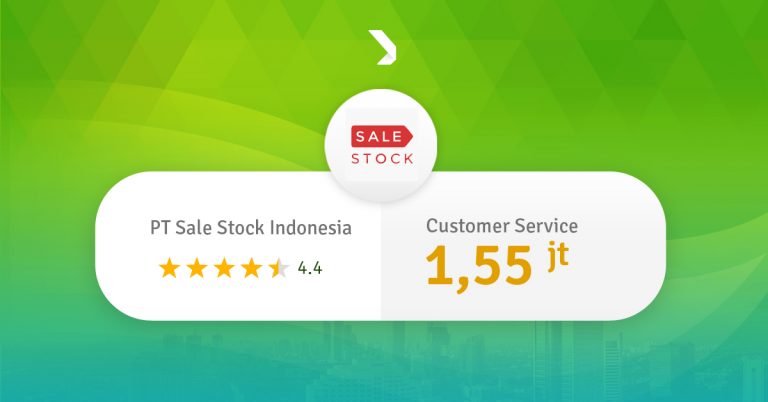 SALE
STOCK
PT Sale Stock Indonesia
4.4
Customer Service
1,55 jt